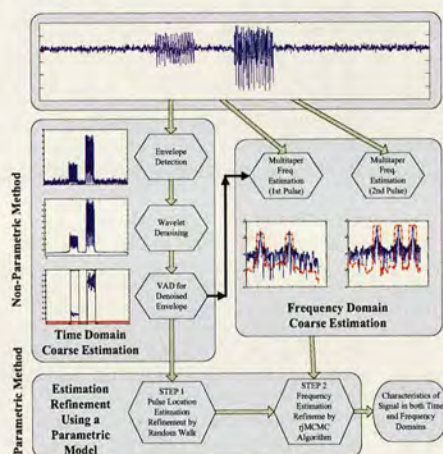 Non-Parametric Method
Envelope
Detection
Wavelet
Denoising
VAD for
Denoised
Envelope
Time Domain
Coarse Estimation
Multitaper
Freq.
Estimation
(1st Pulse)
Multitaper
Freq.
Estimation
(2nd Pulse)
Frequency Domain
Coarse Estimation
Parametric Method
Estimation
Refinement
Using a
Parametric
Model
STEP 1
Pulse Location
Estimation
Refinement by
Random Walk
STEP 2
Frequency
Estimation
Refineme by
rjMCMC
Algorithm
Characteristics
of
Signal in both Time
and Frequency
Domains